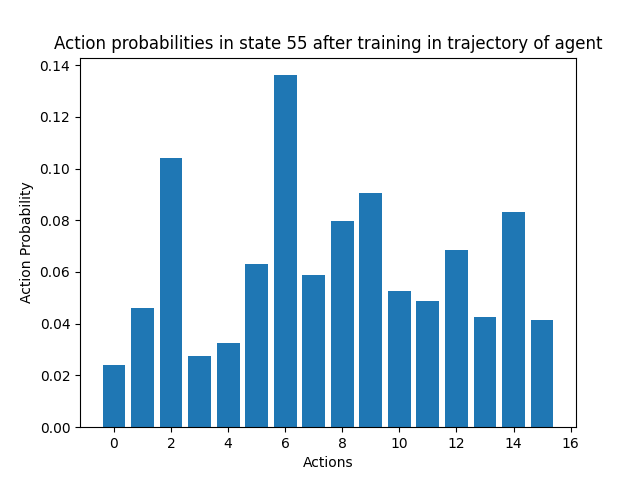 Action probabilities in state 55 after training in trajectory of agent
0.14
0.12
0.10
0.08
0.06
0.04
0.02
0.00
Action Probability
0 2 4 6 8 10 12 14 16
Actions